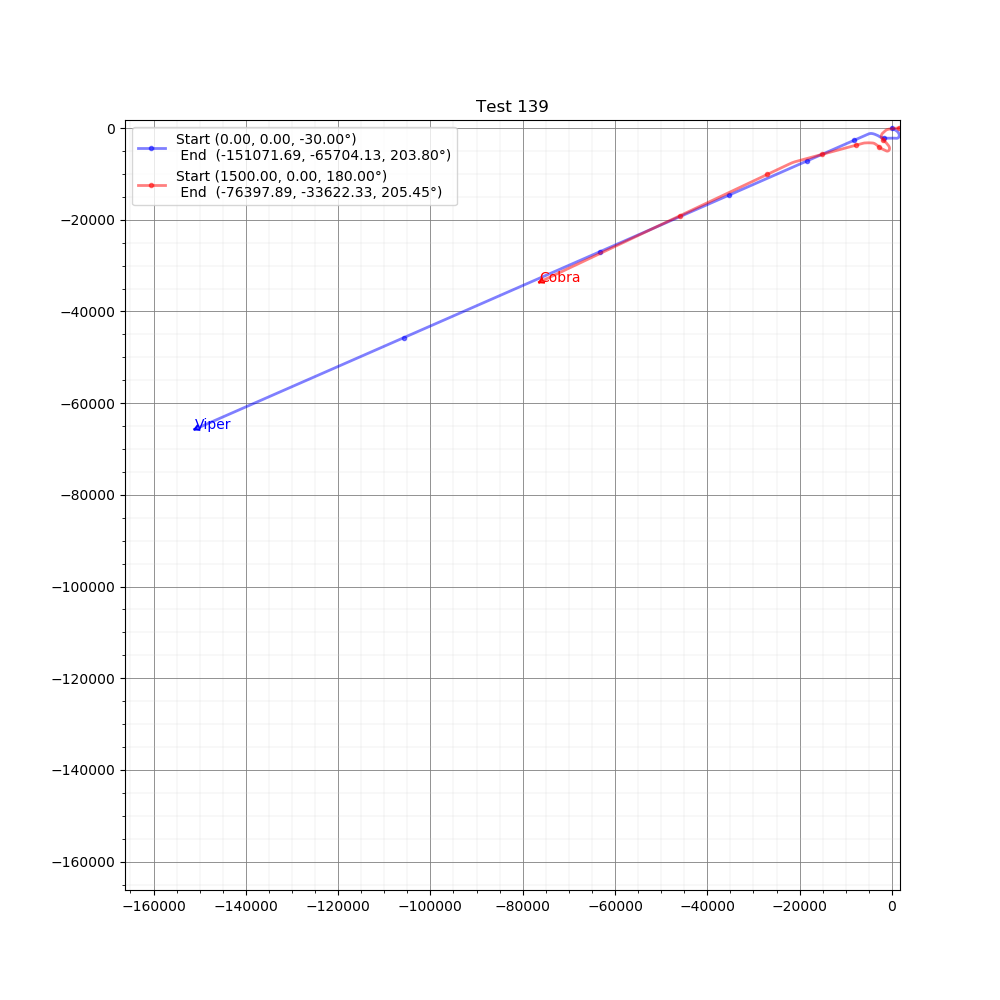 Test 139
Start (0.00, 0.00, -30.00°)
End  (-151071.69, -65704.13, 203.80°)
Start (1500.00, 0.00, 180.00°)
End  (-76397.89, -33622.33, 205.45°)
0
−20000
−40000
−60000
−80000
−100000
−120000
−140000
−160000
Cobra
Viper
−160000 −140000 −120000 −100000 −80000 −60000 −40000 −20000 0